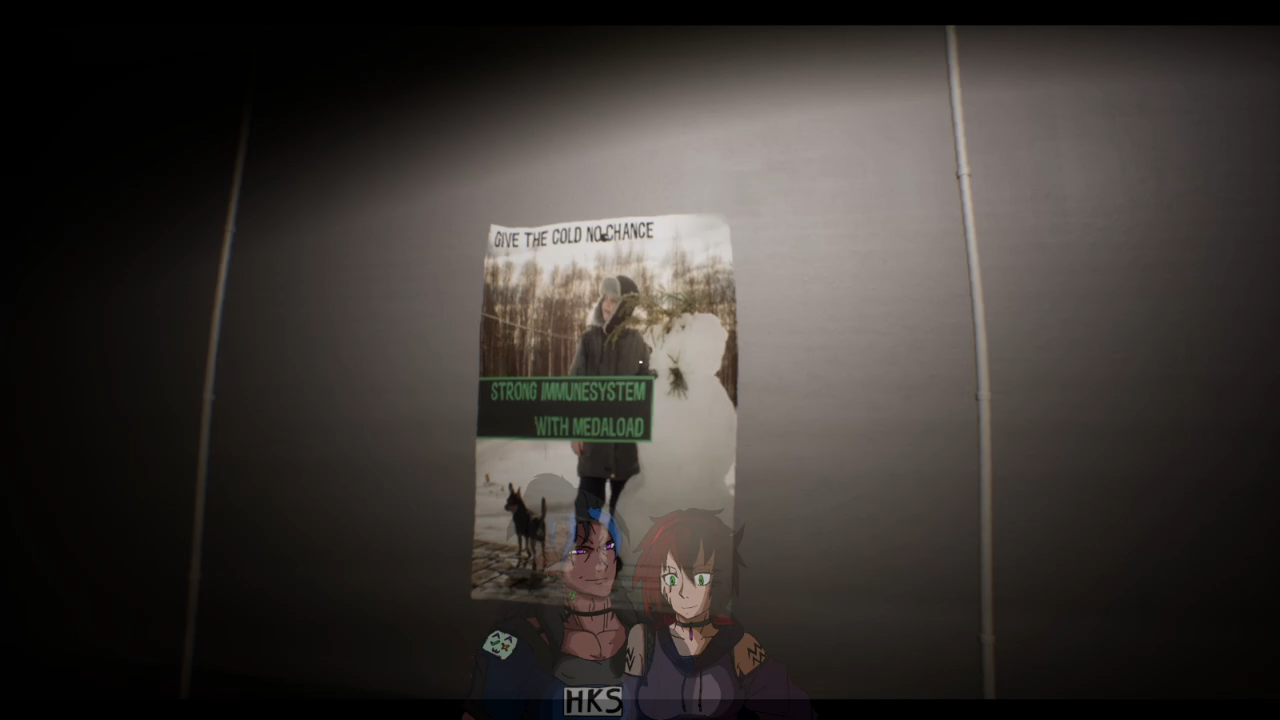 GIVE THE COLD NO CHANCE
STRONG IMMUNESYSTEM
WITH MEDALOAD
HKS